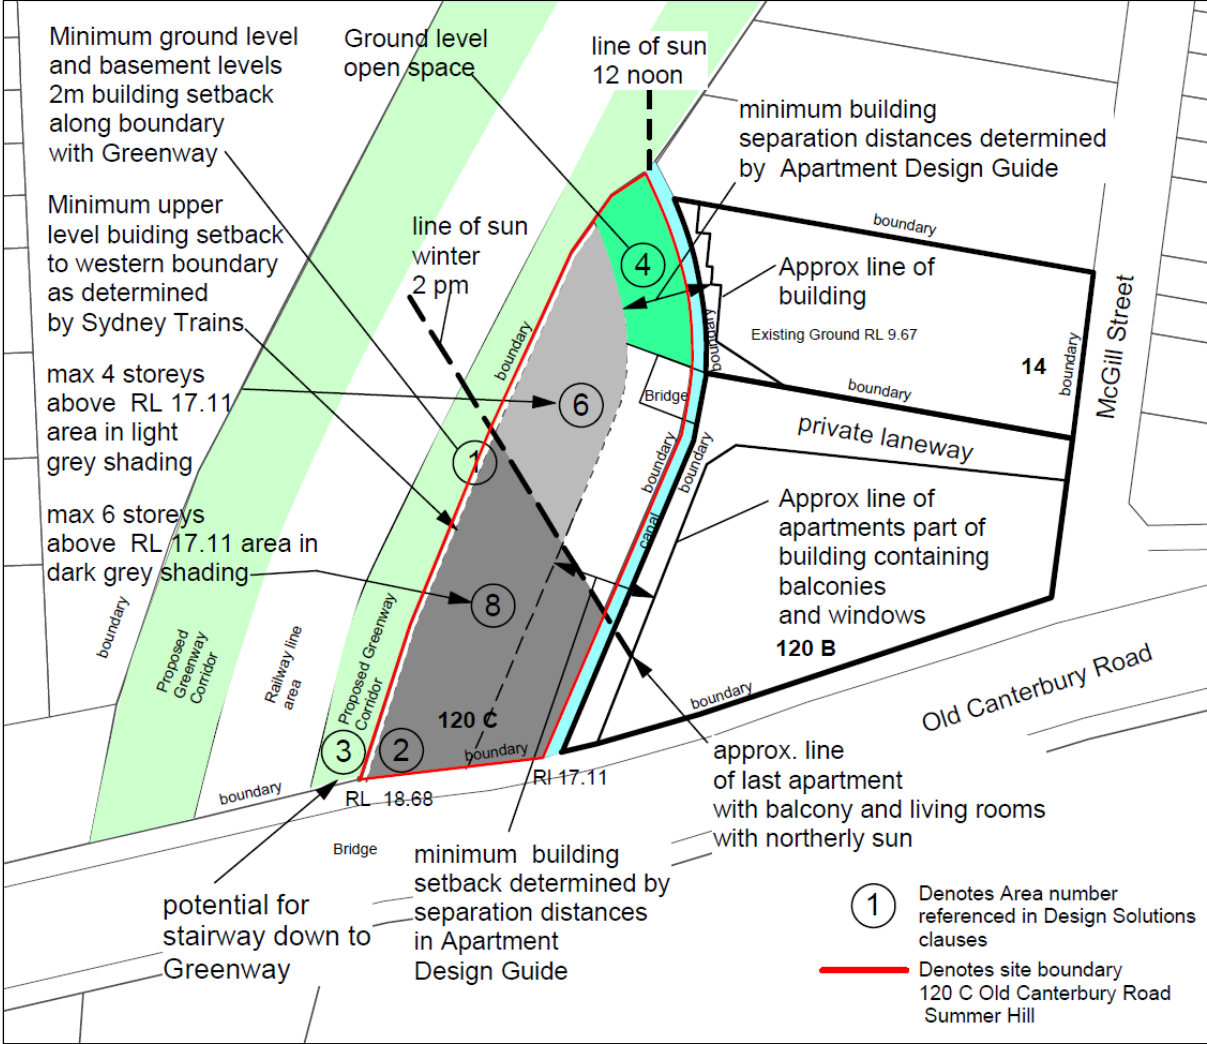 Minimum ground level
and basement levels
2m building setback
along boundary
with Greenway
Ground level
open space
line of sun
12 noon
minimum building
separation distances determined
by Apartment Design Guide
Minimum upper
level buiding setback
to western boundary
as determined
by Sydney Trains
line of sun
winter
2 pm
4
boundary
Approx line of
building
Existing Ground RL 9.67
14
boundary
McGill Street
boundary
boundary
boundary
max 4 storeys
above RL 17.11
area in light
grey shading
6
Bridge
boundary
private laneway
1
boundary
boundary
canal
Approx line of
apartments part of
building containing
balconies
and windows
120 B
max 6 storeys
above RL 17.11 area in
dark grey shading
8
boundary
Proposed
Greenway
Corridor
Railway line
area
Proposed Greenway
Corridor
120 C
boundary
boundary
Old Canterbury Road
3
2
boundary
RL 18.68
Rl 17.11
approx. line
of last apartment
with balcony and living rooms
with northerly sun
Bridge
minimum building
setback determined by
separation distances
in Apartment
Design Guide
potential for
stairway down to
Greenway
1
Denotes Area number
referenced in Design Solutions
clauses
Denotes site boundary
120 C Old Canterbury Road
Summer Hill